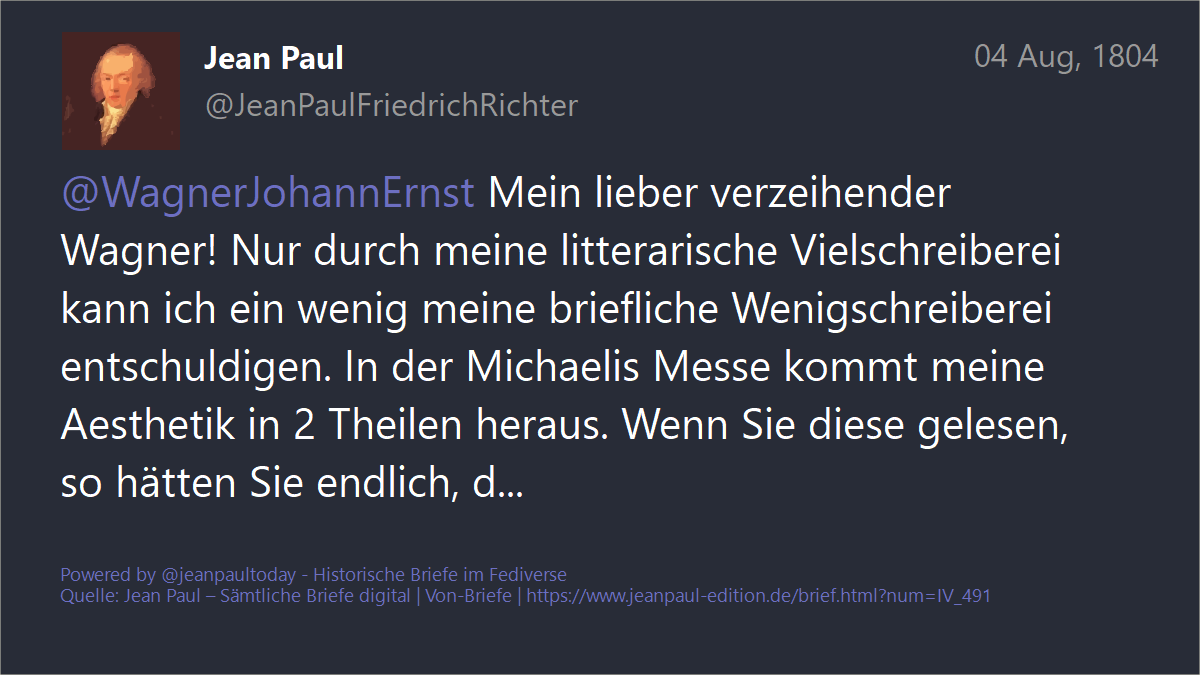 Jean Paul
04 Aug, 1804
@JeanPaulFriedrichRichter
@WagnerJohannErnst Mein lieber verzeihender
Wagner! Nur durch meine litterarische Vielschreiberei
kann ich ein wenig meine briefliche Wenigschreiberei
entschuldigen. In der Michaelis Messe kommt meine
Aesthetik in 2 Theilen heraus. Wenn Sie diese gelesen,
so hätten Sie endlich, d...
Powered by @jeanpaultoday - Historische Briefe im Fediverse
Quelle: Jean Paul – Sämtliche Briefe digital | Von-Briefe | https://www.jeanpaul-edition.de/brief.html?num=IV_491